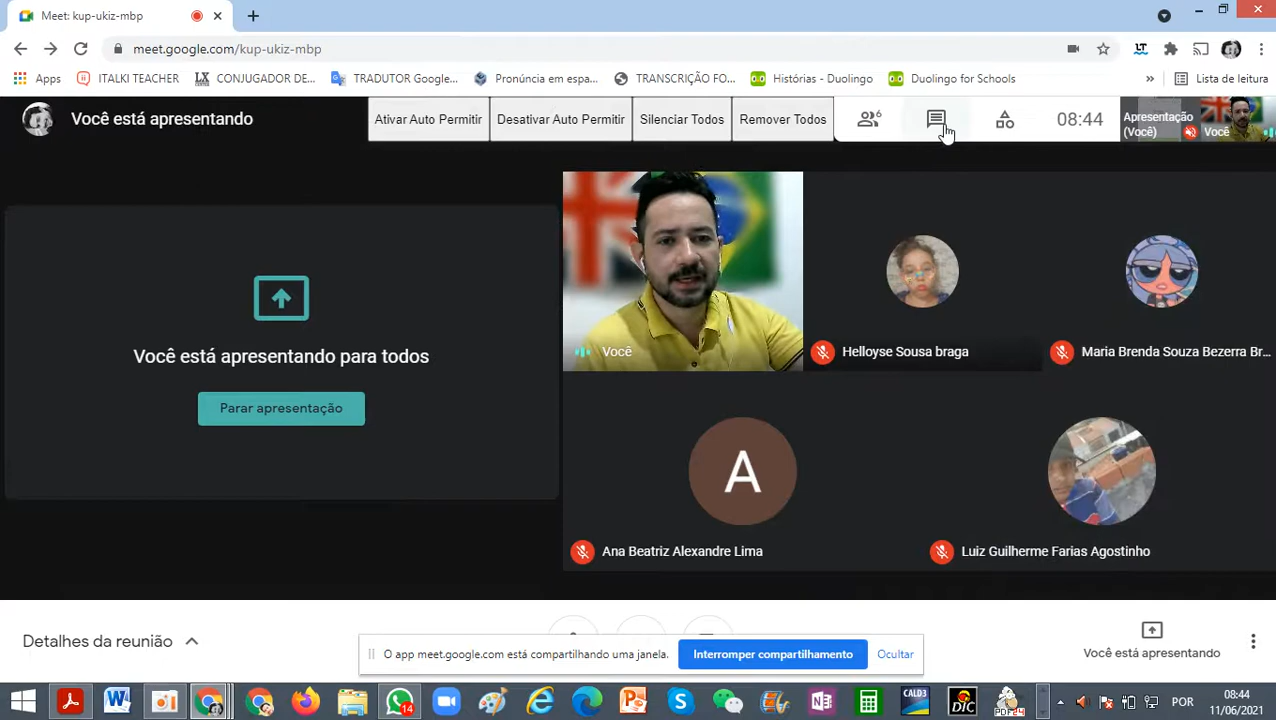 Meet: kup-ukiz-mbp
meet.google.com/kup-ukiz-mbp
Apps ITALKI TEACHER CONJUGADOR DE... TRADUTOR Google... Pronúncia em espa... TRANSCRIÇÃO FO... Histórias - Duolingo Duolingo for Schools » Lista de leitura
Você está apresentando Ativar Auto Permitir Desativar Auto Permitir Silenciar Todos Remover Todos 6 08:44 Apresentação (Você) Você
Você está apresentando para todos
Parar apresentação
Você
Helloyse Sousa braga
Maria Brenda Souza Bezerra Br...
A
Ana Beatriz Alexandre Lima
Luiz Guilherme Farias Agostinho
Detalhes da reunião
O app meet.google.com está compartilhando uma janela. Interromper compartilhamento Ocultar
Você está apresentando
14 CALD3 DIC PDF24 POR 08:44
11/06/2021